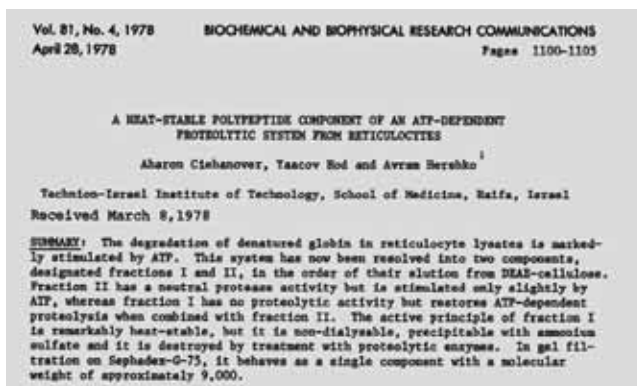 Vol. 81, No. 4, 1978 BIOCHEMICAL AND BIOPHYSICAL RESEARCH COMMUNICATIONS
April 28, 1978 Pages 1100-1105
A HEAT-STABLE POLYPEPTIDE COMPONENT OF AN ATP-DEPENDENT
PROTEOLYTIC SYSTEM FROM RETICULOCYTES
Aharon Ciehanover, Yaacov Hod and Avram Hershko 1
Technion-Israel Institute of Technology, School of Medicine, Haifa, Israel
Received March 8,1978
SUMMARY: The degradation of denatured globin in reticulocyte lysates is marked-
ly stimulated by ATP. This system has now been resolved into two components,
designated fractions I and II, in the order of their elution from DEAE-cellulose.
Fraction II has a neutral protease activity but is stimulated only slightly by
ATP, whereas fraction I has no proteolytic activity but restores ATP-dependent
proteolysis when combined with fraction II. The active principle of fraction I
is remarkably heat-stable, but it is non-dialysable, precipitable with ammonium
sulfate and it is destroyed by treatment with proteolytic enzymes. In gel fil-
tration on Sephadex-G-75, it behaves as a single component with a molecular
weight of approximately 9,000.